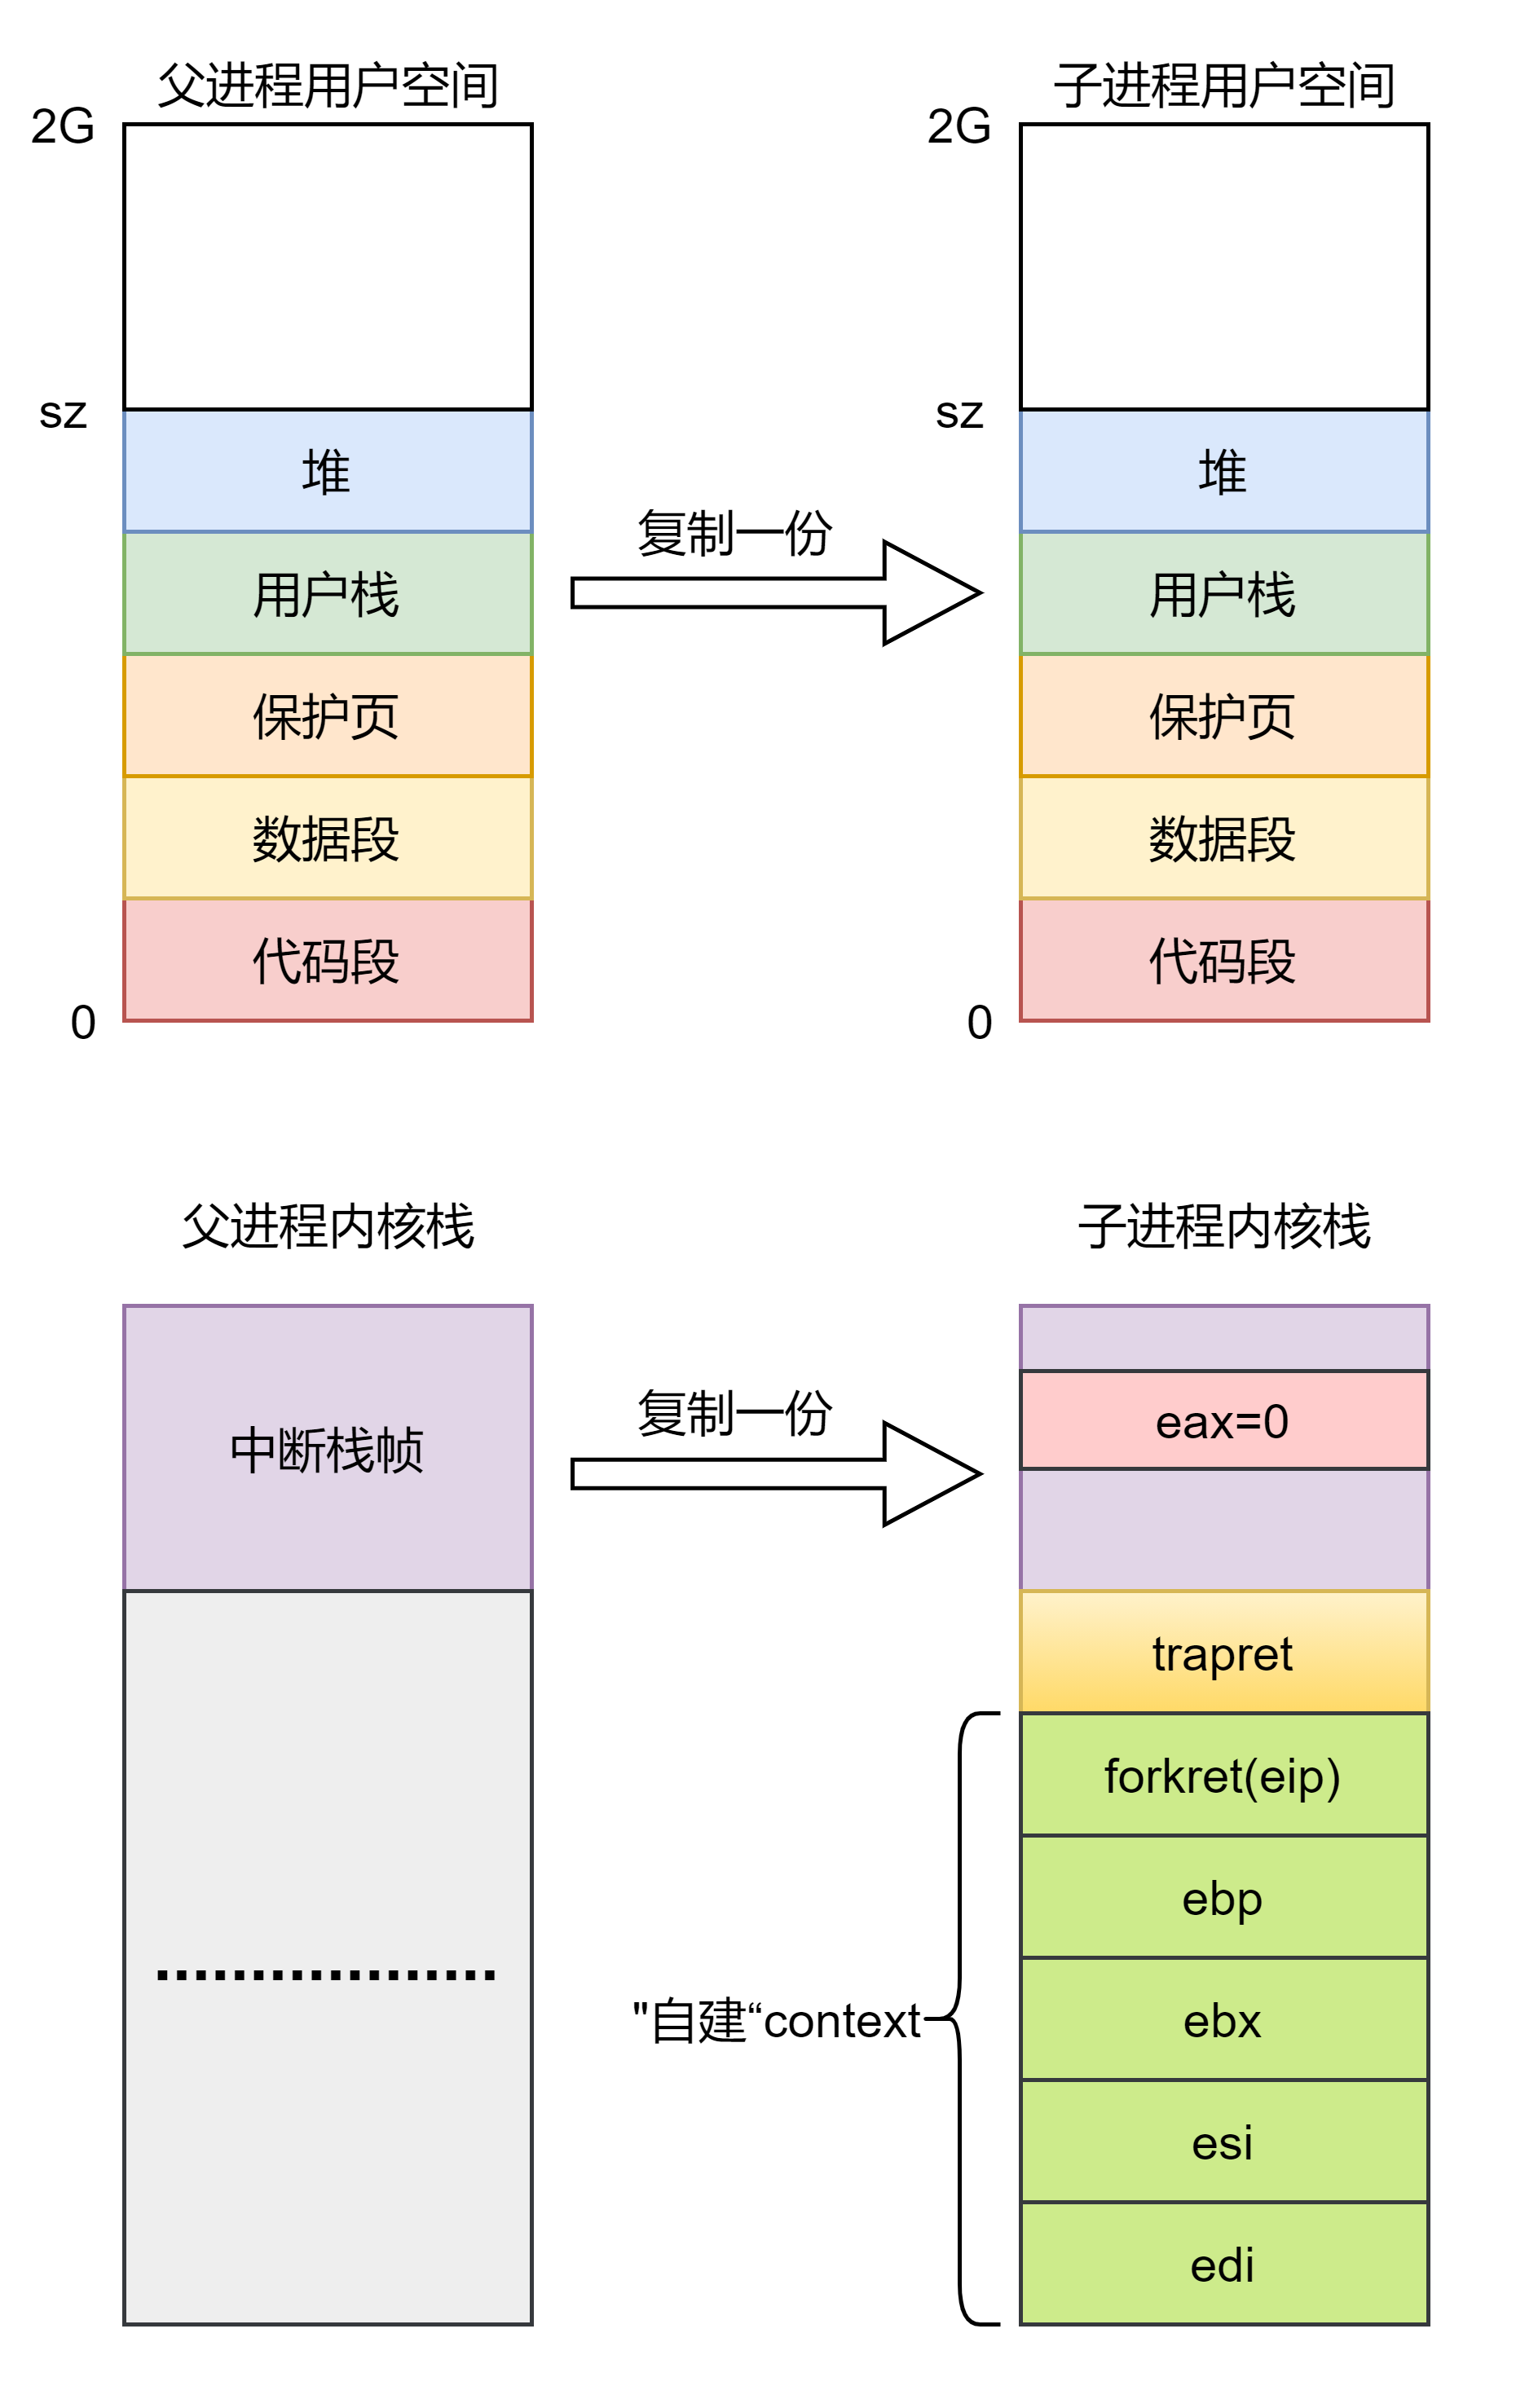 父进程用户空间
子进程用户空间
2G
2G
sz
sz
堆
堆
复制一份
用户栈
用户栈
保护页
保护页
数据段
数据段
代码段
代码段
0
0
父进程内核栈
子进程内核栈
中断栈帧
复制一份
eax=0
trapret
forkret(eip)
ebp
..................
"自建“context
ebx
esi
edi